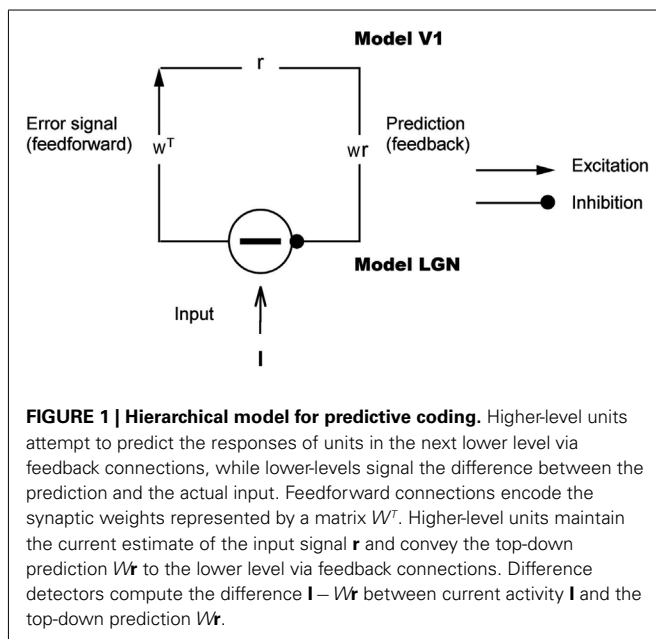 Model V1
r
Error signal
(feedforward)
wᵀ
wr
Prediction
(feedback)
Excitation
Inhibition
Model LGN
Input
I
FIGURE 1 | Hierarchical model for predictive coding. Higher-level units
attempt to predict the responses of units in the next lower level via
feedback connections, while lower-levels signal the difference between the
prediction and the actual input. Feedforward connections encode the
synaptic weights represented by a matrix Wᵀ. Higher-level units maintain
the current estimate of the input signal r and convey the top-down
prediction Wr to the lower level via feedback connections. Difference
detectors compute the difference I – Wr between current activity I and the
top-down prediction Wr.